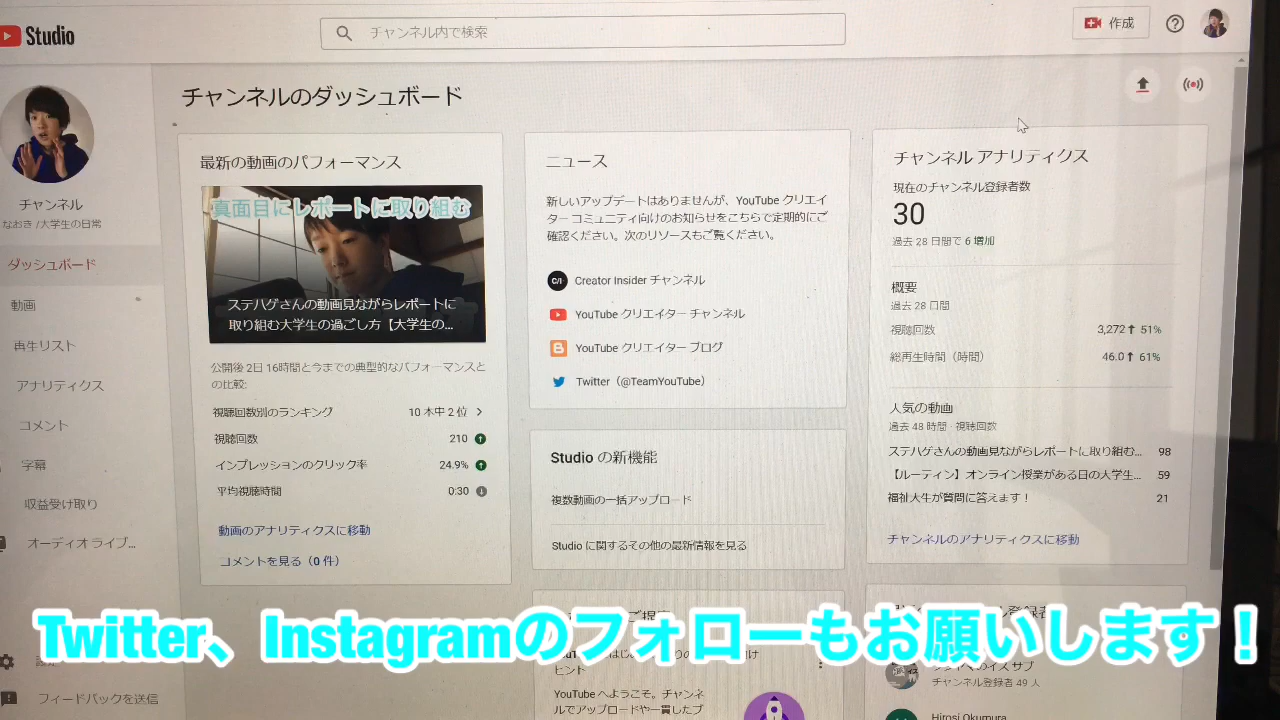 Studio
チャンネル内で検索
作成
チャンネルのダッシュボード
チャンネル
なおき /大学生の日常
ダッシュボード
動画
再生リスト
アナリティクス
コメント
字幕
収益受け取り
オーディオ ライブ...
フィードバックを送信
最新の動画のパフォーマンス
真面目にレポートに取り組む
ステハゲさんの動画見ながらレポートに
取り組む大学生の過ごし方【大学生の...
公開後 2日 16時間と今までの典型的なパフォーマンスと
の比較:
視聴回数別のランキング 10 本中 2 位
視聴回数 210
インプレッションのクリック率 24.9%
平均視聴時間 0:30
動画のアナリティクスに移動
コメントを見る（0 件）
ニュース
新しいアップデートはありませんが、YouTube クリエイ
ター コミュニティ向けのお知らせをこちらで定期的にご
確認ください。次のリソースもご覧ください。
C/I Creator Insider チャンネル
YouTube クリエイター チャンネル
YouTube クリエイター ブログ
Twitter（@TeamYouTube）
Studio の新機能
複数動画の一括アップロード
Studio に関するその他の最新情報を見る
ヒント
YouTube へようこそ。チャンネ
ルでアップロードや一貫したブ
チャンネル アナリティクス
現在のチャンネル登録者数
30
過去 28 日間で 6 増加
概要
過去 28 日間
視聴回数 3,272 51%
総再生時間（時間） 46.0 61%
人気の動画
過去 48 時間 · 視聴回数
ステハゲさんの動画見ながらレポートに取り組む... 98
【ルーティン】オンライン授業がある日の大学生... 59
福祉大生が質問に答えます！ 21
チャンネルのアナリティクスに移動
チャンネル登録者 49 人
Hirosi Okumura
Twitter、Instagramのフォローもお願いします！